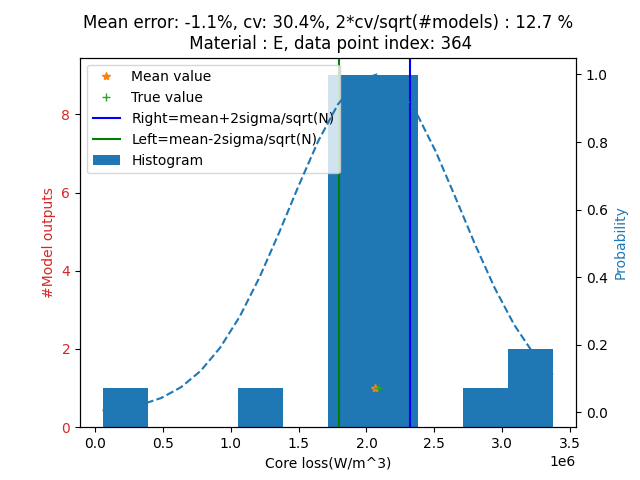 Mean error: -1.1%, cv: 30.4%, 2*cv/sqrt(#models) : 12.7 %
Material : E, data point index: 364
Mean value
True value
Right=mean+2sigma/sqrt(N)
Left=mean-2sigma/sqrt(N)
Histogram
#Model outputs
0
2
4
6
8
Probability
0.0
0.2
0.4
0.6
0.8
1.0
0.0 0.5 1.0 1.5 2.0 2.5 3.0 3.5
1e6
Core loss(W/m^3)